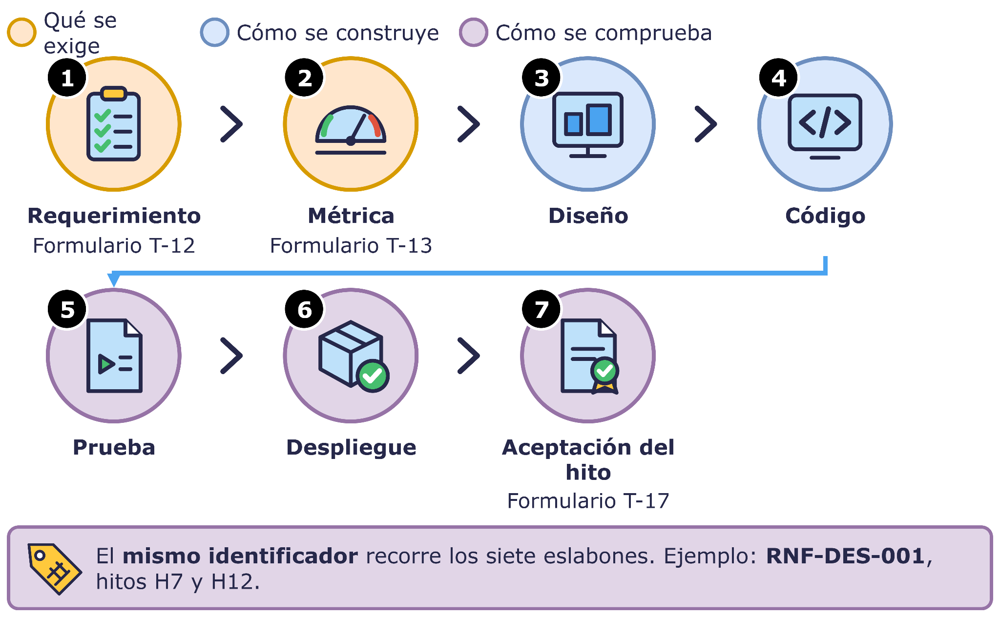 Qué se
exige
Cómo se construye
Cómo se comprueba
1
2
3
4
Requerimiento
Formulario T-12
Métrica
Formulario T-13
Diseño
Código
5
6
7
Prueba
Despliegue
Aceptación del
hito
Formulario T-17
El mismo identificador recorre los siete eslabones. Ejemplo: RNF-DES-001,
hitos H7 y H12.